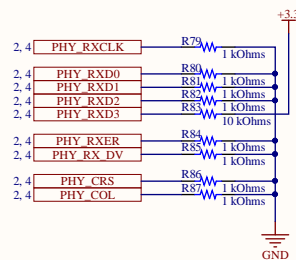 +3.3
2, 4 PHY_RXCLK R79 1 kOhms
2, 4 PHY_RXD0 R80 1 kOhms
2, 4 PHY_RXD1 R81 1 kOhms
2, 4 PHY_RXD2 R82 1 kOhms
2, 4 PHY_RXD3 R83 10 kOhms
2, 4 PHY_RXER R84 1 kOhms
2, 4 PHY_RX_DV R85 1 kOhms
2, 4 PHY_CRS R86 1 kOhms
2, 4 PHY_COL R87 1 kOhms
GND